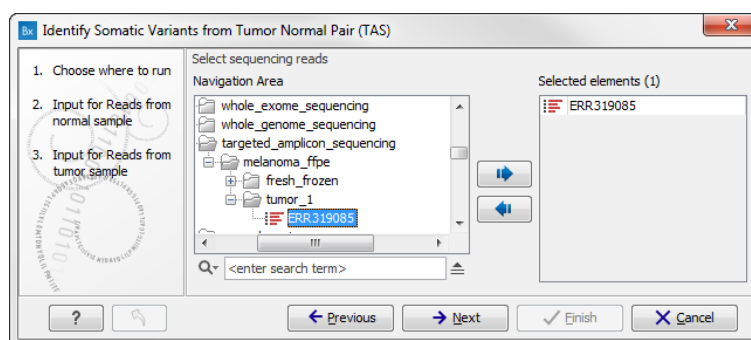 Bx Identify Somatic Variants from Tumor Normal Pair (TAS)
1. Choose where to run
2. Input for Reads from
normal sample
3. Input for Reads from
tumor sample
Select sequencing reads
Navigation Area
whole_exome_sequencing
whole_genome_sequencing
targeted_amplicon_sequencing
melanoma_ffpe
fresh_frozen
tumor_1
ERR319085
<enter search term>
Selected elements (1)
ERR319085
?
Previous
Next
Finish
Cancel